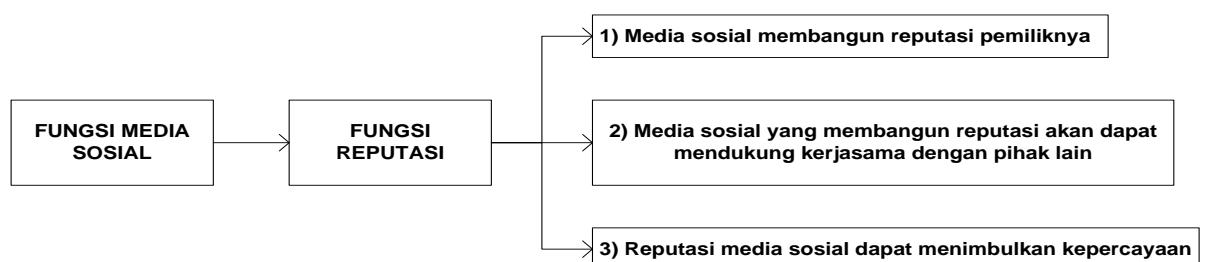 1) Media sosial membangun reputasi pemiliknya
FUNGSI MEDIA
SOSIAL
FUNGSI
REPUTASI
2) Media sosial yang membangun reputasi akan dapat
mendukung kerjasama dengan pihak lain
3) Reputasi media sosial dapat menimbulkan kepercayaan